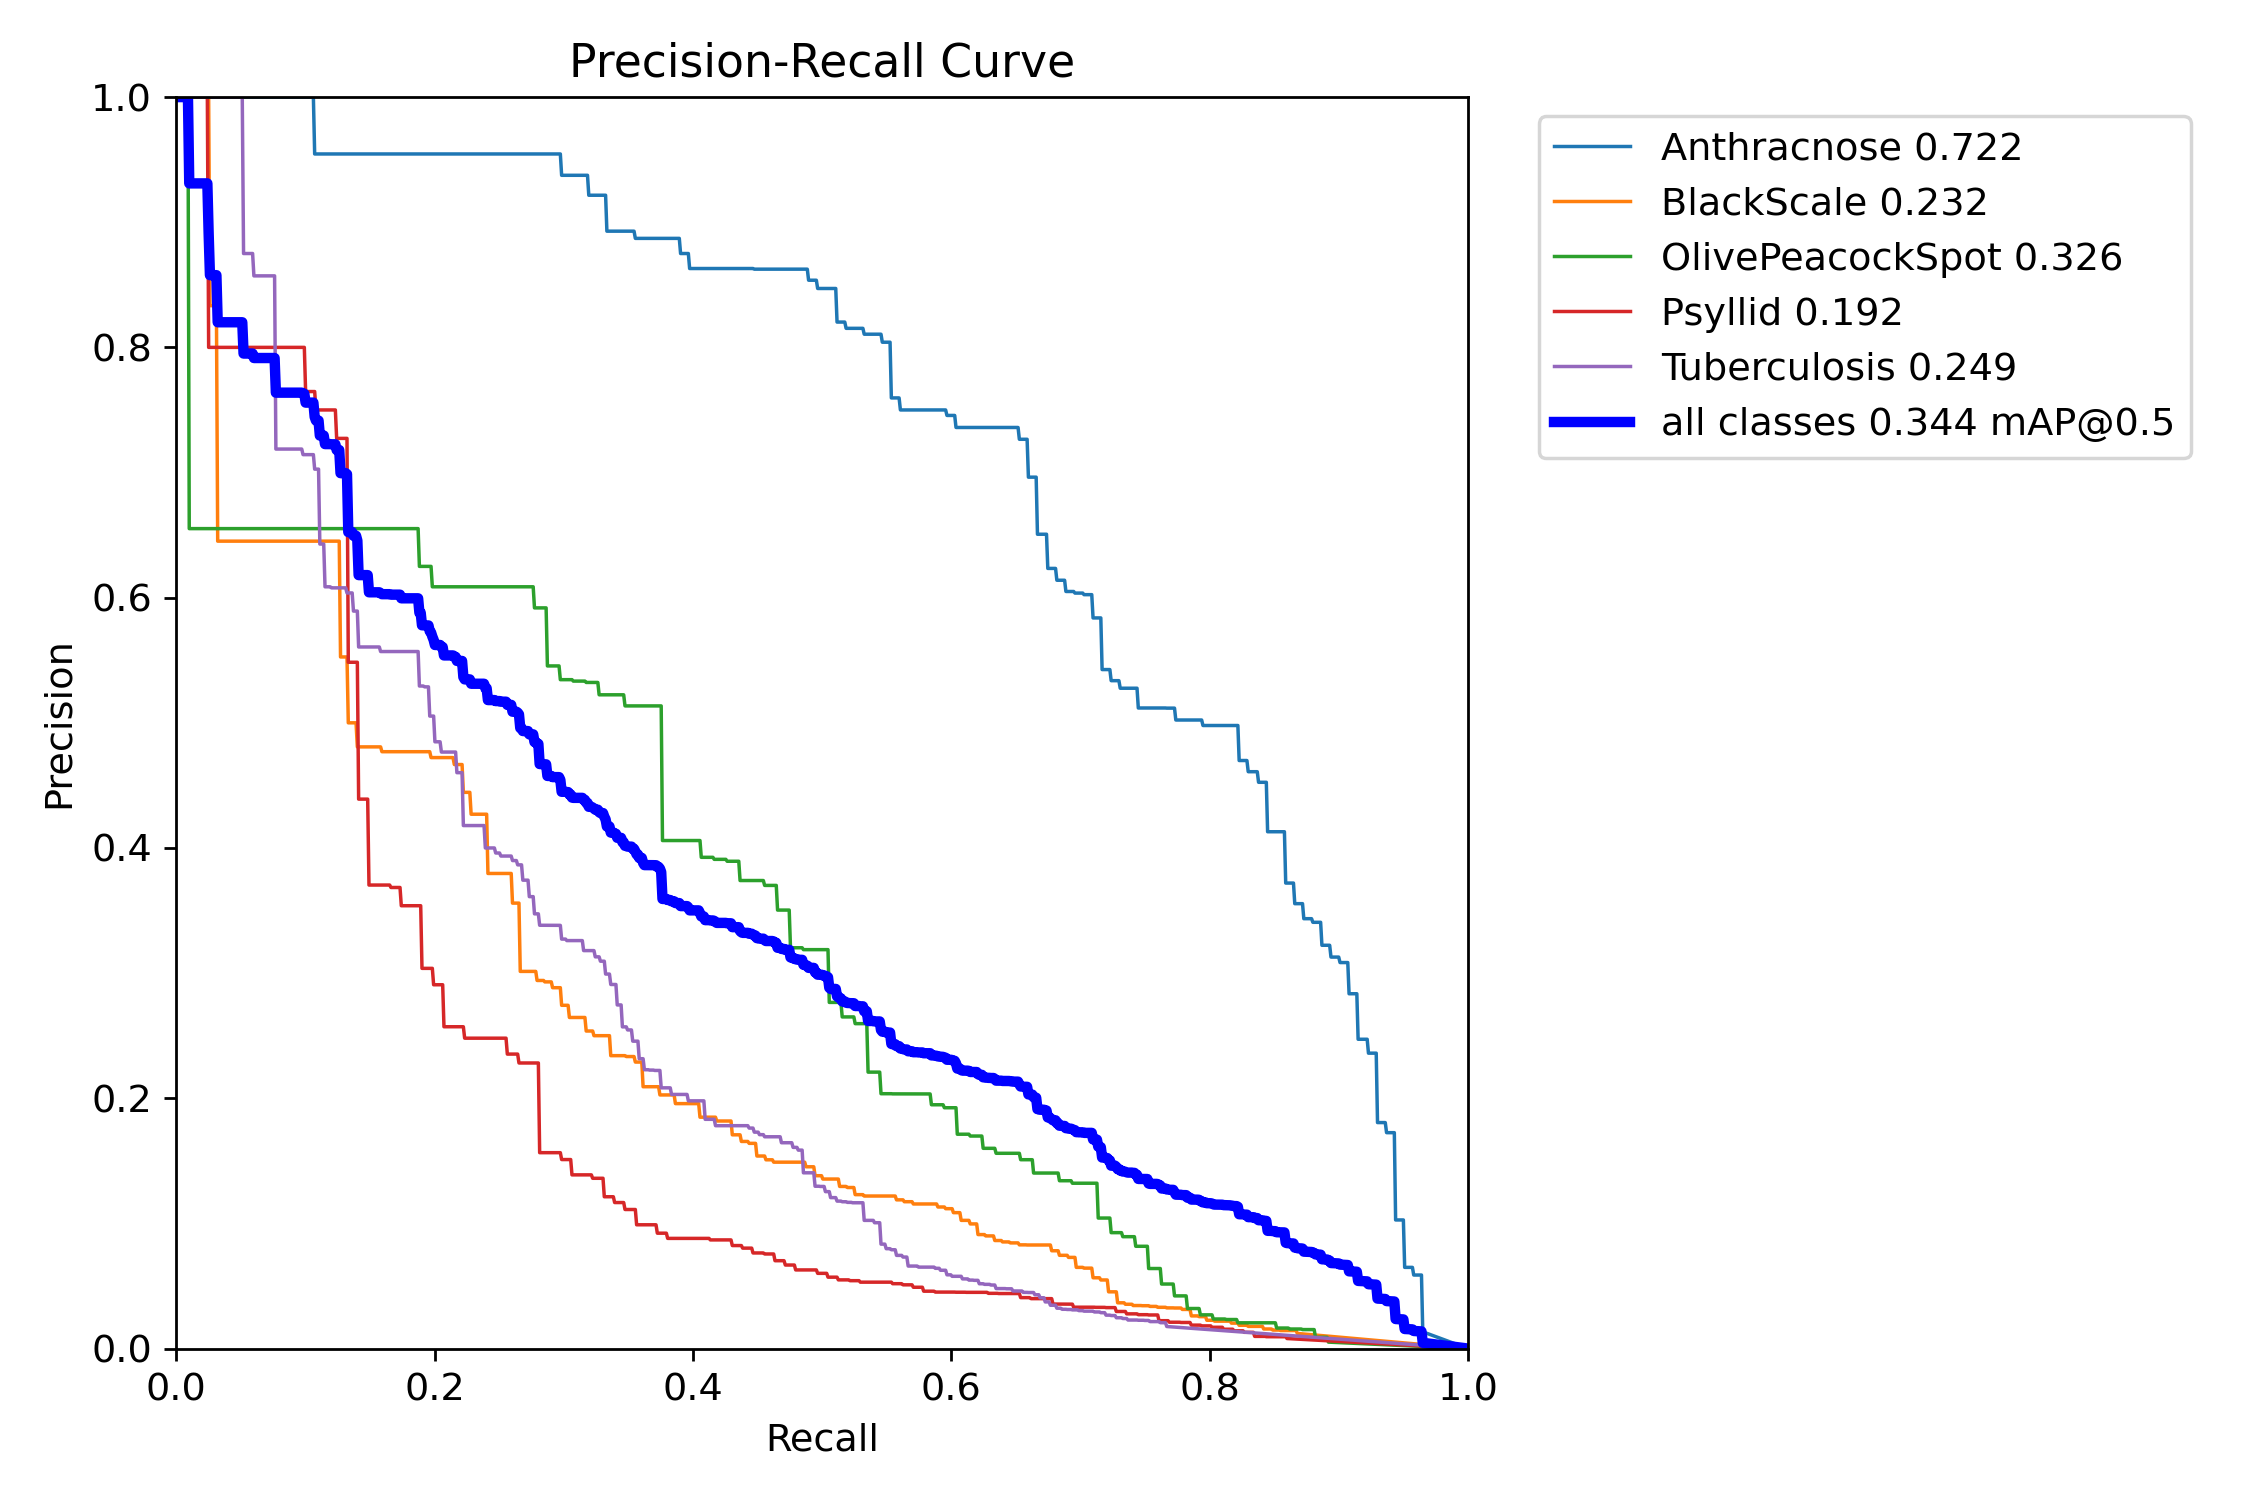 Precision-Recall Curve
1.0
0.8
0.6
0.4
0.2
0.0
Precision
0.0 0.2 0.4 0.6 0.8 1.0
Recall
Anthracnose 0.722
BlackScale 0.232
OlivePeacockSpot 0.326
Psyllid 0.192
Tuberculosis 0.249
all classes 0.344 mAP@0.5